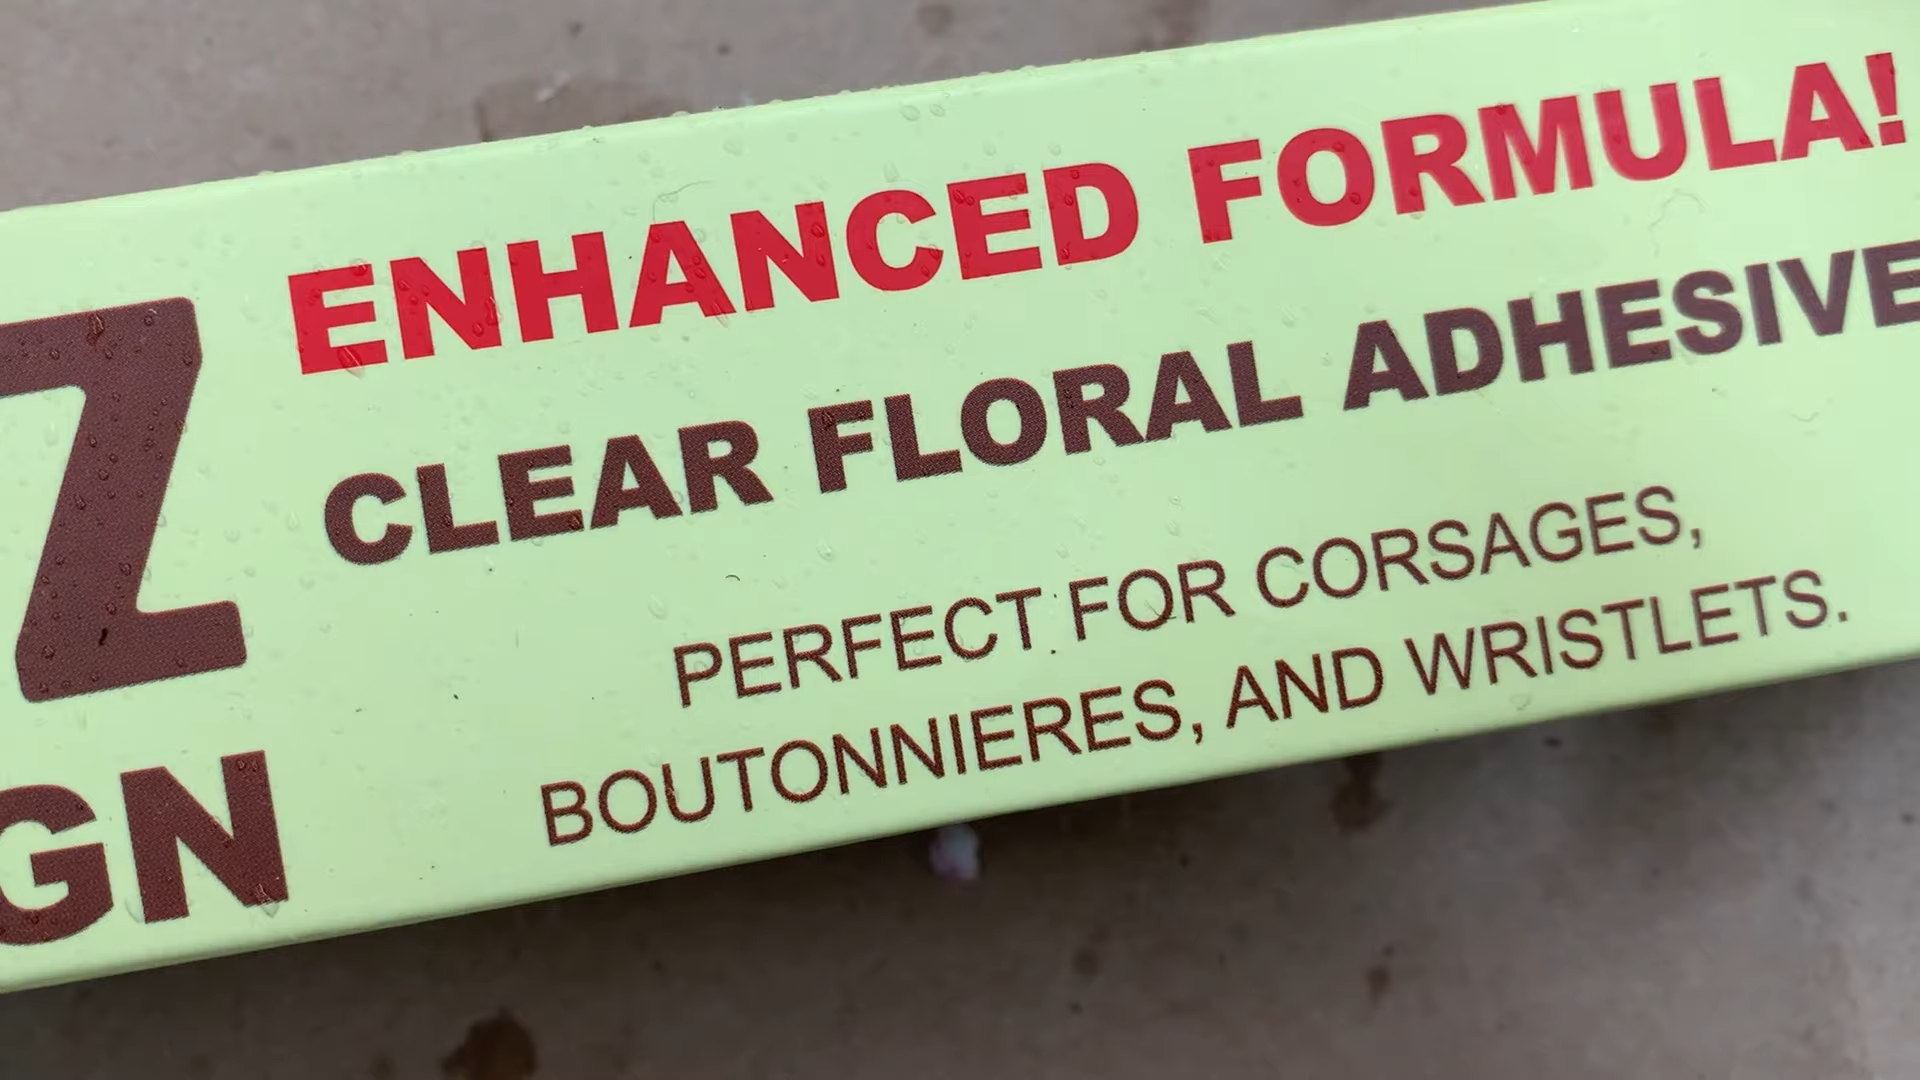 ENHANCED FORMULA!
CLEAR FLORAL ADHESIVE
PERFECT FOR CORSAGES,
BOUTONNIERES, AND WRISTLETS.
Z
GN